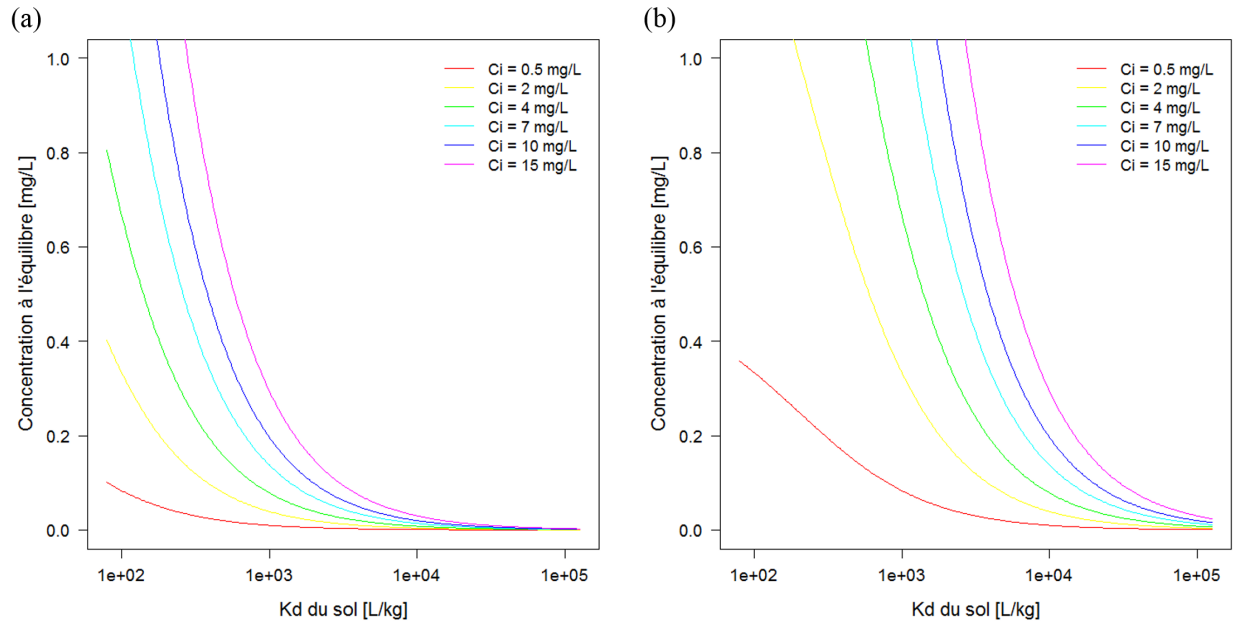 (a)
Concentration à l'équilibre [mg/L]
1.0
0.8
0.6
0.4
0.2
0.0
Ci = 0.5 mg/L
Ci = 2 mg/L
Ci = 4 mg/L
Ci = 7 mg/L
Ci = 10 mg/L
Ci = 15 mg/L
1e+02 1e+03 1e+04 1e+05
Kd du sol [L/kg]
(b)
Concentration à l'équilibre [mg/L]
1.0
0.8
0.6
0.4
0.2
0.0
Ci = 0.5 mg/L
Ci = 2 mg/L
Ci = 4 mg/L
Ci = 7 mg/L
Ci = 10 mg/L
Ci = 15 mg/L
1e+02 1e+03 1e+04 1e+05
Kd du sol [L/kg]